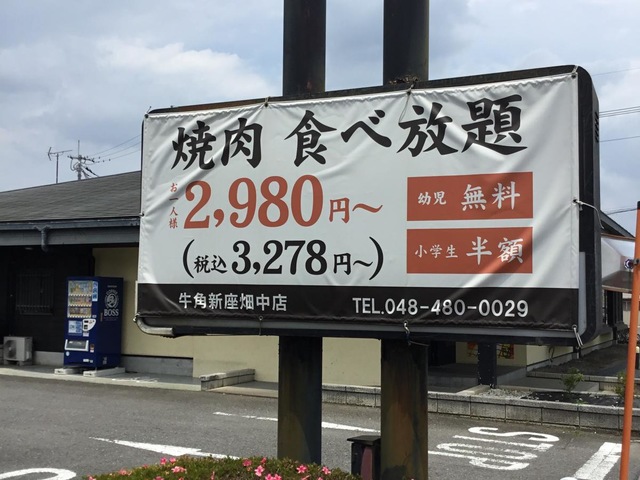 焼肉 食べ放題
お一人様 2,980円～
(税込 3,278円～)
幼児 無料
小学生 半額
牛角新座畑中店 TEL.048-480-0029
BOSS